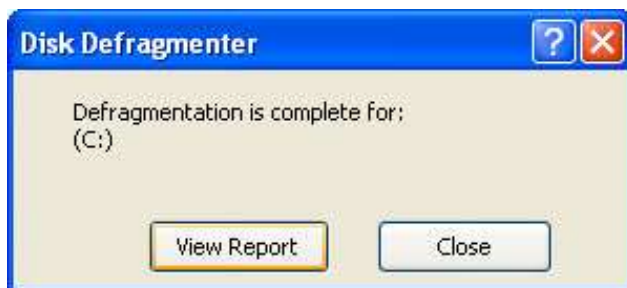 Disk Defragmenter
Defragmentation is complete for:
(C:)
View Report
Close